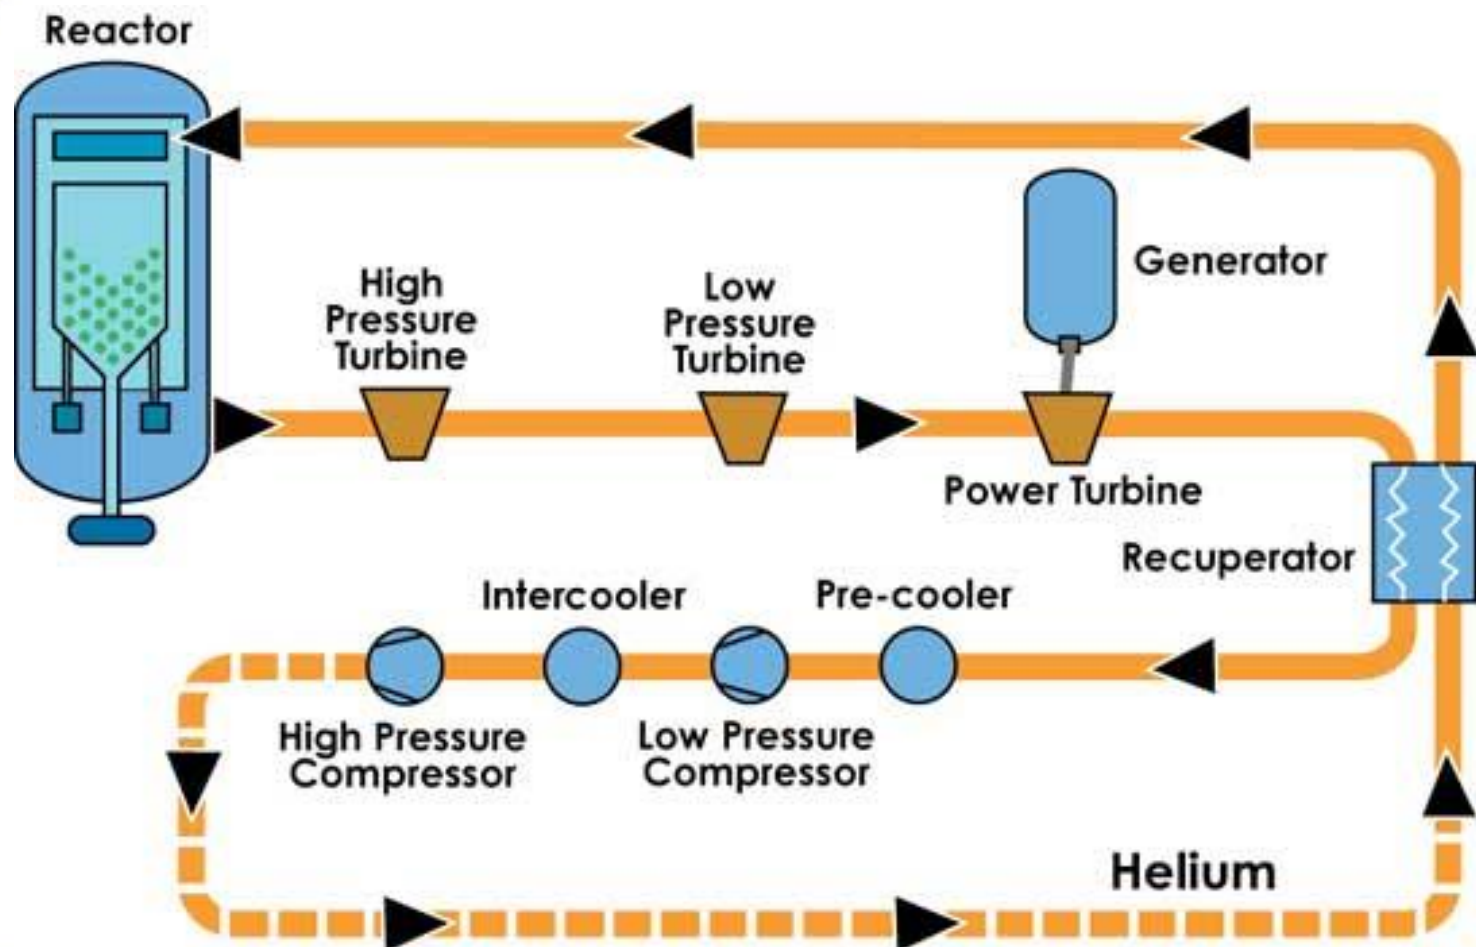 Reactor
High
Pressure
Turbine
Low
Pressure
Turbine
Generator
Power Turbine
Recuperator
Intercooler
Pre-cooler
High Pressure
Compressor
Low Pressure
Compressor
Helium